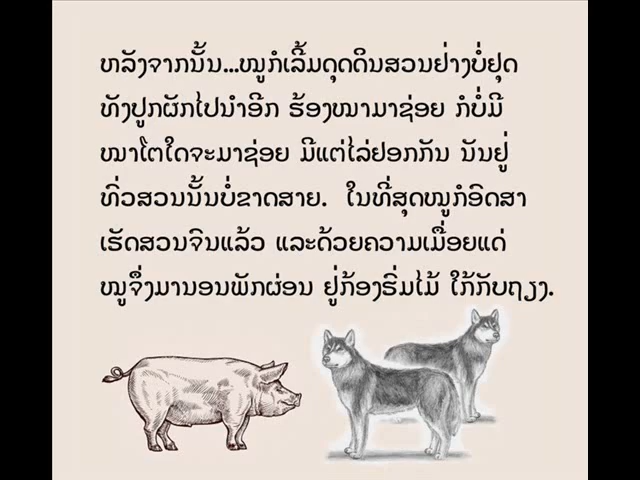 ຫລັງຈາກນັ້ນ...ໝູກໍເລີ້ມດຸດດິນສວນຢ່າງບໍ່ຢຸດ
ທັງປູກຜັກໄປນຳອີກ ຮ້ອງໝາມາຊ່ອຍ ກໍບໍ່ມີ
ໝາໂຕໃດຈະມາຊ່ອຍ ມີແຕ່ໄລ່ຢອກກັນ ນັນຢູ່
ທົ່ວສວນນັ້ນບໍ່ຂາດສາຍ. ໃນທີ່ສຸດໝູກໍອົດສາ
ເຮັດສວນຈົນແລ້ວ ແລະດ້ວຍຄວາມເມື່ອຍແດ່
ໝູຈຶ່ງມານອນພັກຜ່ອນ ຢູ່ກ້ອງຮົ່ມໄມ້ ໃກ້ກັບຖຽງ.